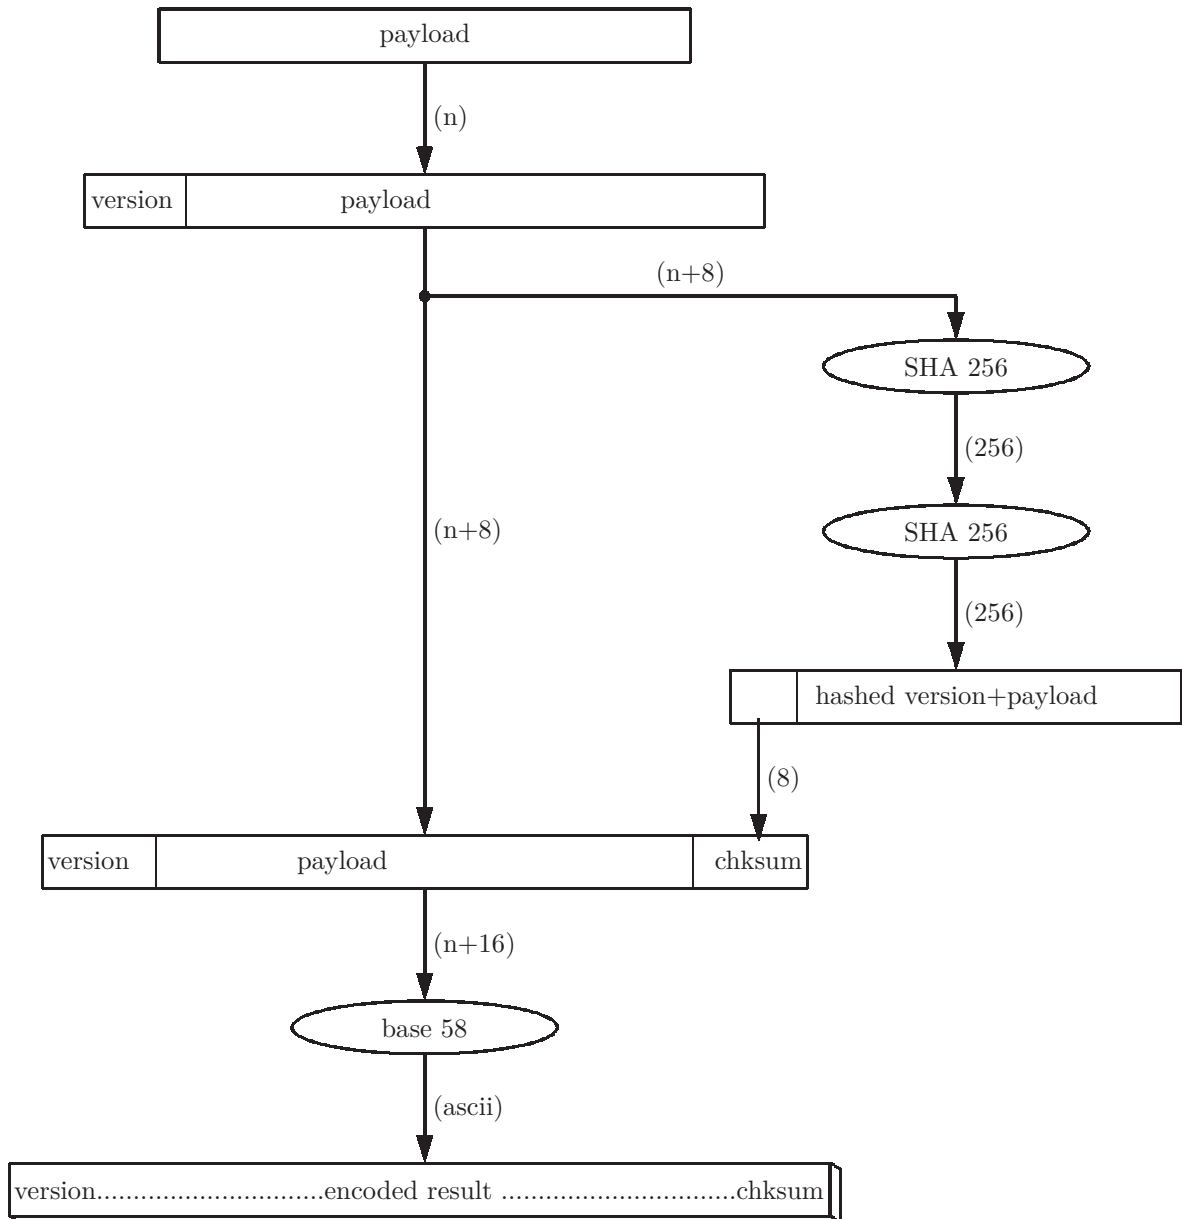 payload
(n)
version payload
(n+8)
SHA 256
(256)
(n+8)
SHA 256
(256)
hashed version+payload
(8)
version payload chksum
(n+16)
base 58
(ascii)
version...............................encoded result ................................chksum